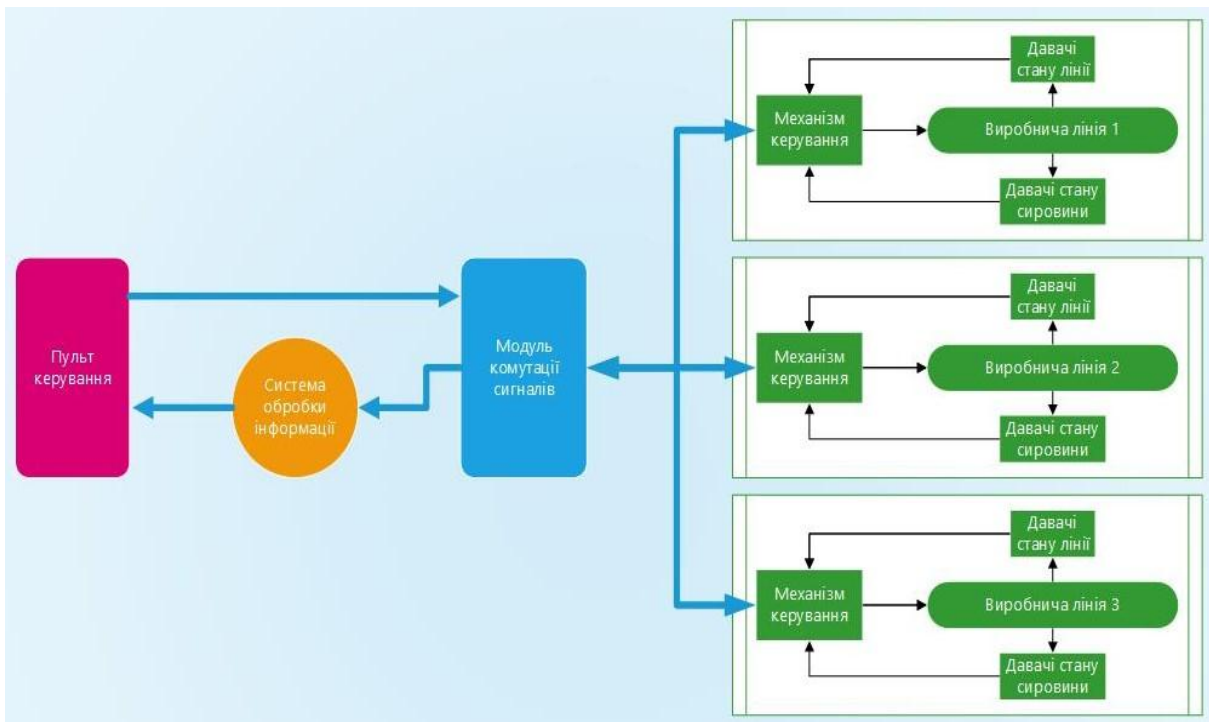 Пульт
керування
Система
обробки
інформації
Модуль
комутації
сигналів
Давачі
стану лінії
Механізм
керування
Виробнича лінія 1
Давачі стану
сировини
Давачі
стану лінії
Механізм
керування
Виробнича лінія 2
Давачі стану
сировини
Давачі
стану лінії
Механізм
керування
Виробнича лінія 3
Давачі стану
сировини